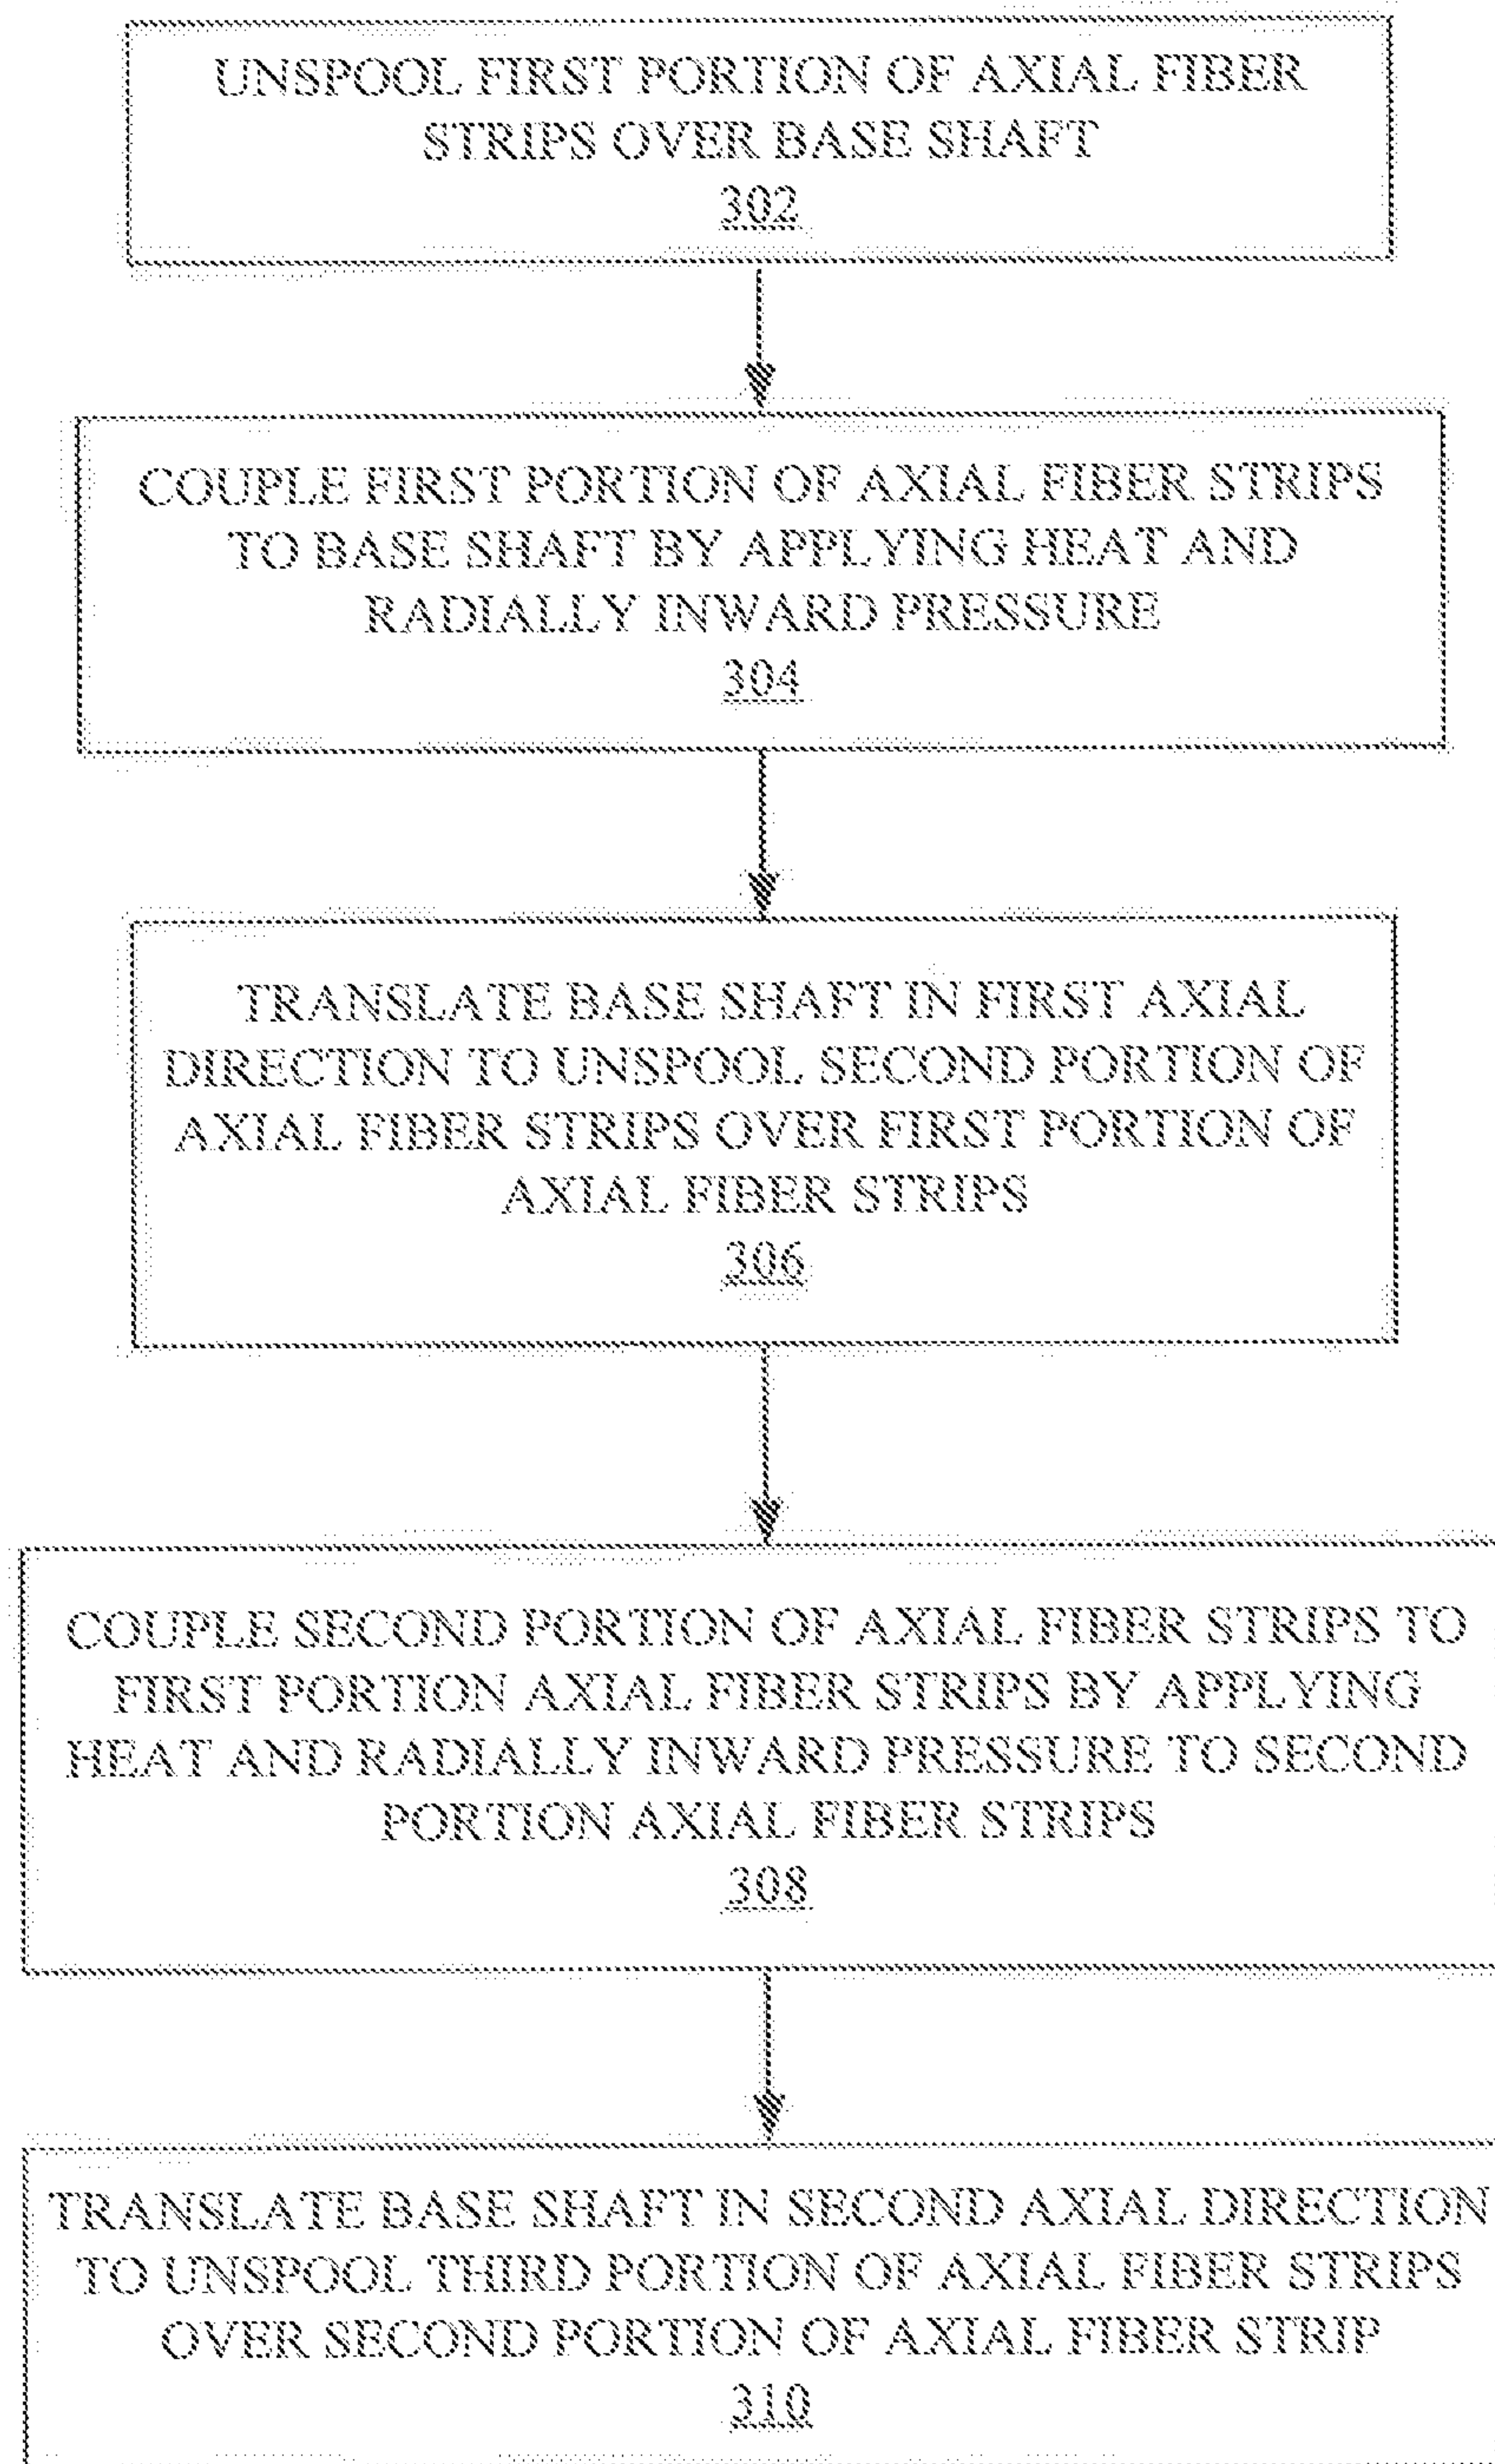 UNSPOOL FIRST PORTION OF AXIAL FIBER
STRIPS OVER BASE SHAFT
302
COUPLE FIRST PORTION OF AXIAL FIBER STRIPS
TO BASE SHAFT BY APPLYING HEAT AND
RADIALLY INWARD PRESSURE
304
TRANSLATE BASE SHAFT IN FIRST AXIAL
DIRECTION TO UNSPOOL SECOND PORTION OF
AXIAL FIBER STRIPS OVER FIRST PORTION OF
AXIAL FIBER STRIPS
306
COUPLE SECOND PORTION OF AXIAL FIBER STRIPS TO
FIRST PORTION AXIAL FIBER STRIPS BY APPLYING
HEAT AND RADIALLY INWARD PRESSURE TO SECOND
PORTION AXIAL FIBER STRIPS
308
TRANSLATE BASE SHAFT IN SECOND AXIAL DIRECTION
TO UNSPOOL THIRD PORTION OF AXIAL FIBER STRIPS
OVER SECOND PORTION OF AXIAL FIBER STRIP
310